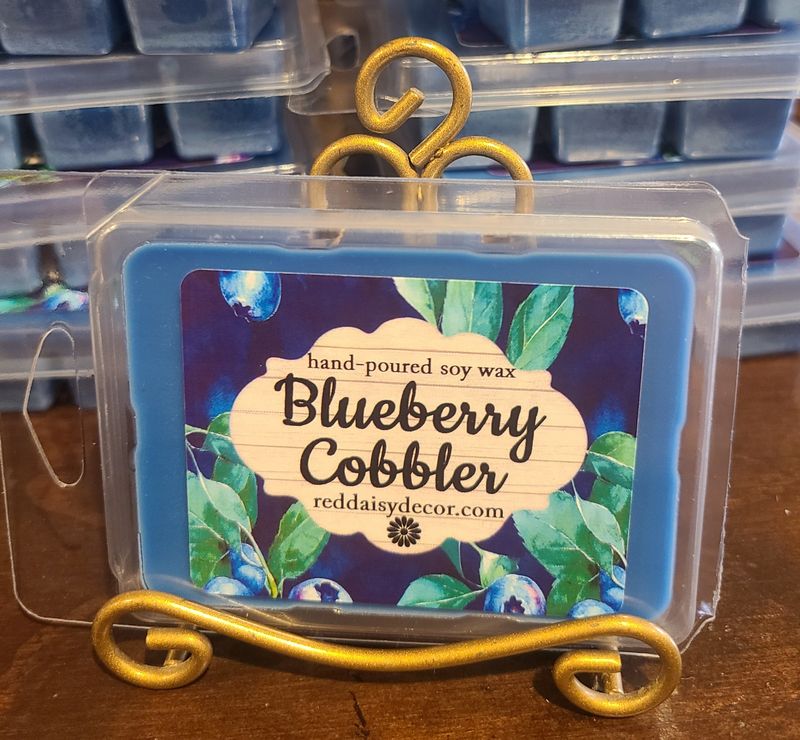 hand-poured soy wax
Blueberry
Cobbler
reddaisydecor.com